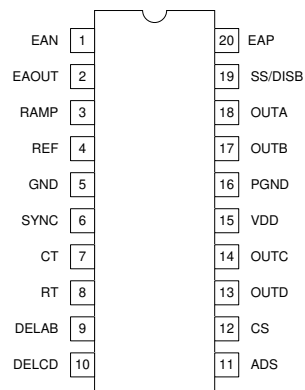 EAN 1 20 EAP
EAOUT 2 19 SS/DISB
RAMP 3 18 OUTA
REF 4 17 OUTB
GND 5 16 PGND
SYNC 6 15 VDD
CT 7 14 OUTC
RT 8 13 OUTD
DELAB 9 12 CS
DELCD 10 11 ADS